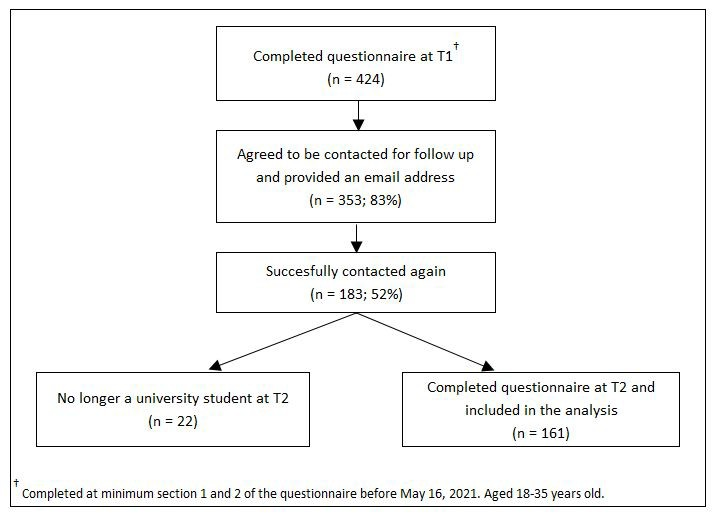 Completed questionnaire at T1†
(n = 424)
Agreed to be contacted for follow up
and provided an email address
(n = 353; 83%)
Succesfully contacted again
(n = 183; 52%)
No longer a university student at T2
(n = 22)
Completed questionnaire at T2 and
included in the analysis
(n = 161)
† Completed at minimum section 1 and 2 of the questionnaire before May 16, 2021. Aged 18-35 years old.